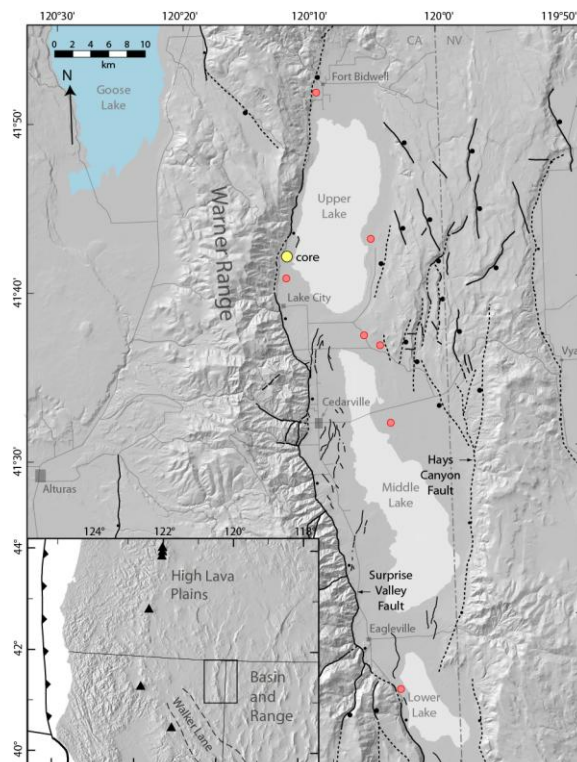 120°30'
120°20'
120°10'
120°00'
119°50'
0 2 4 6 8 10
km
N
Goose
Lake
CA
NV
Fort Bidwell
41°50'
Upper
Lake
Warner Range
core
41°40'
Lake City
Vya
Cedarville
41°30'
Alturas
Hays
Canyon
Fault
Middle
Lake
124°
122°
120°
118°
44°
High Lava
Plains
Surprise
Valley
Fault
Eagleville
42°
Basin
and
Range
Walker Lane
Lower
Lake
40°